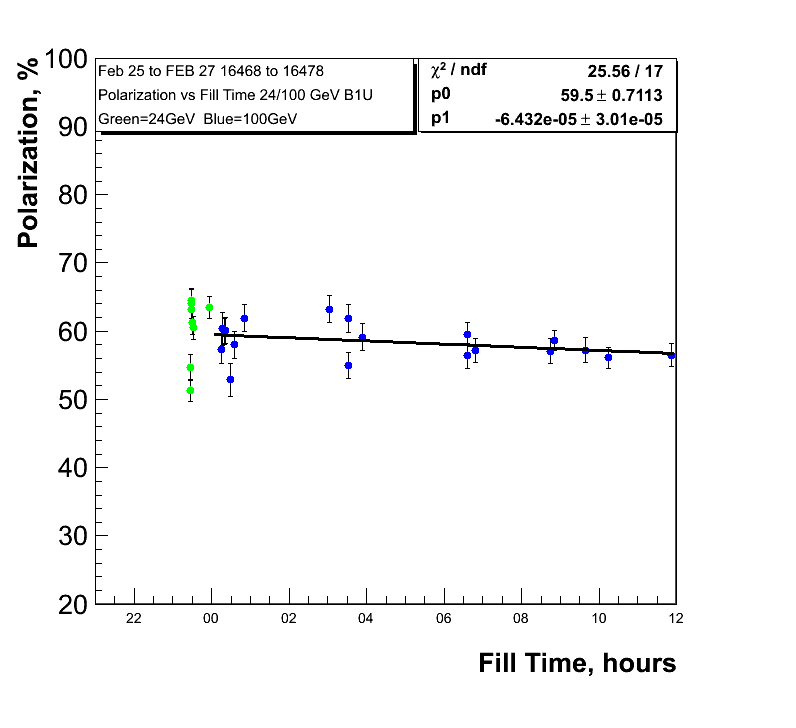 Polarization, %
100
90
80
70
60
50
40
30
20
Feb 25 to FEB 27 16468 to 16478
Polarization vs Fill Time 24/100 GeV B1U
Green=24GeV  Blue=100GeV
χ² / ndf 25.56 / 17
p0 59.5 ± 0.7113
p1 -6.432e-05 ± 3.01e-05
22 00 02 04 06 08 10 12
Fill Time, hours